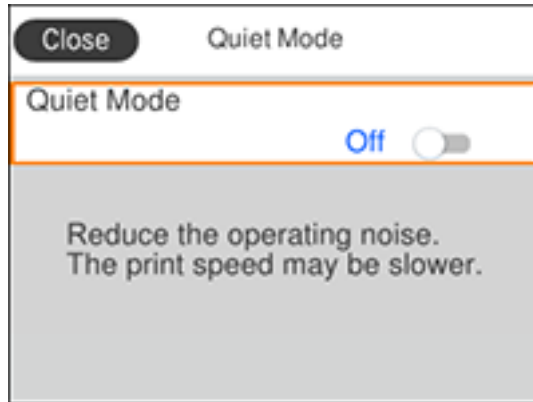 Close Quiet Mode
Quiet Mode
Off
Reduce the operating noise.
The print speed may be slower.